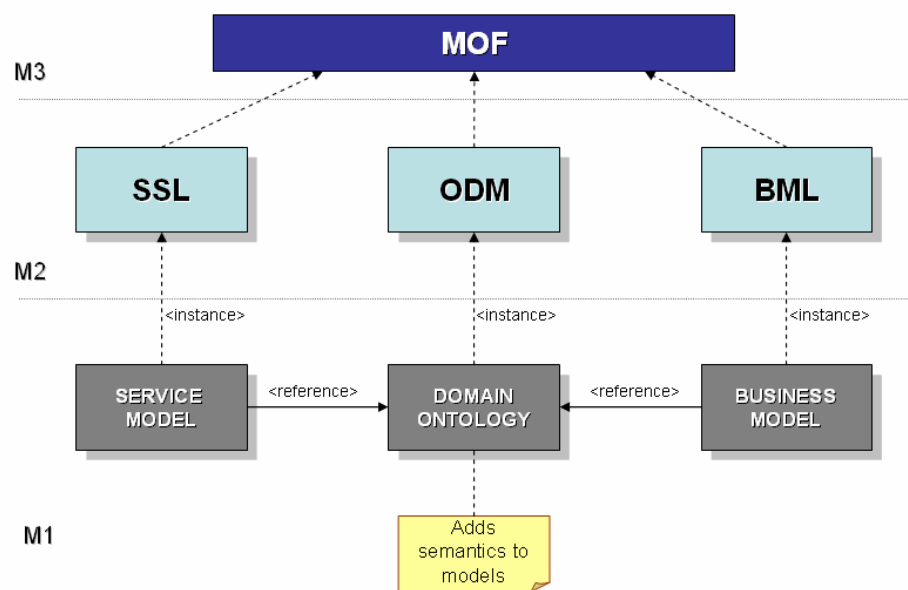 MOF
M3
SSL
ODM
BML
M2
<instance>
<instance>
<instance>
SERVICE
MODEL
<reference>
DOMAIN
ONTOLOGY
<reference>
BUSINESS
MODEL
M1
Adds
semantics to
models